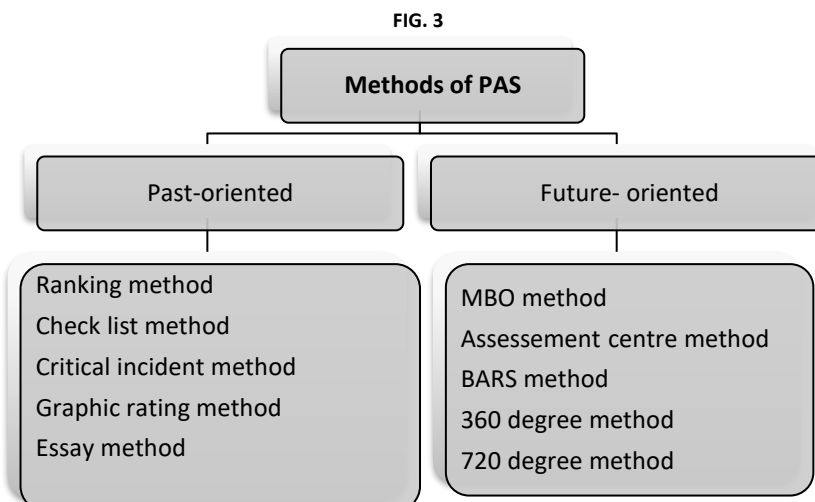 FIG. 3
Methods of PAS
Past-oriented
Future- oriented
Ranking method
Check list method
Critical incident method
Graphic rating method
Essay method
MBO method
Assessement centre method
BARS method
360 degree method
720 degree method